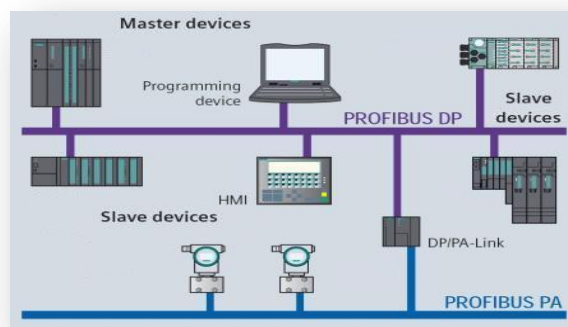 Master devices
Programming
device
PROFIBUS DP
Slave
devices
HMI
Slave devices
DP/PA-Link
PROFIBUS PA